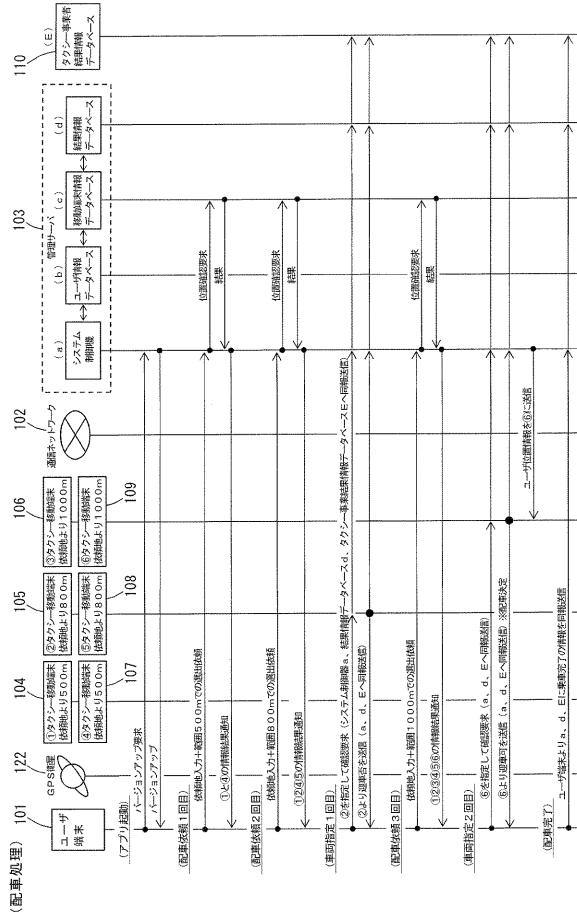 (配車処理)
101
ユーザ
端末
122
GPS衛星
104
①タクシー移動端末
依頼地より500m
④タクシー移動端末
依頼地より500m
107
105
②タクシー移動端末
依頼地より800m
⑤タクシー移動端末
依頼地より800m
108
106
③タクシー移動端末
依頼地より1000m
⑥タクシー移動端末
依頼地より1000m
109
102
通信ネットワーク
103
管理サーバ
(a)
システム
制御機
(b)
ユーザ情報
データベース
(c)
移動端末情報
データベース
(d)
結果情報
データベース
110
(E)
タクシー事業者
結果情報
データベース
(アプリ起動)
バージョンアップ要求
バージョンアップ
(配車依頼1回目)
依頼地入力+範囲500mでの選出依頼
位置確認要求
結果
①と④の情報結果通知
(配車依頼2回目)
依頼地入力+範囲800mでの選出依頼
位置確認要求
結果
①②④⑤の情報結果通知
(車両指定1回目)
②を指定して確認要求(システム制御器a、結果情報データベースd、タクシー事業結果情報データベースEへ同報送信)
②より迎車否を送信(a、d、Eへ同報送信)
(配車依頼3回目)
依頼地入力+範囲1000mでの選出依頼
位置確認要求
結果
①②③④⑤⑥の情報結果通知
(車両指定2回目)
⑥を指定して確認要求(a、d、Eへ同報送信)
⑥より迎車可を送信(a、d、Eへ同報送信)※配車決定
ユーザ位置情報を⑥に送信
(配車完了)
ユーザ端末よりa、d、Eに乗車完了の情報を同報送信